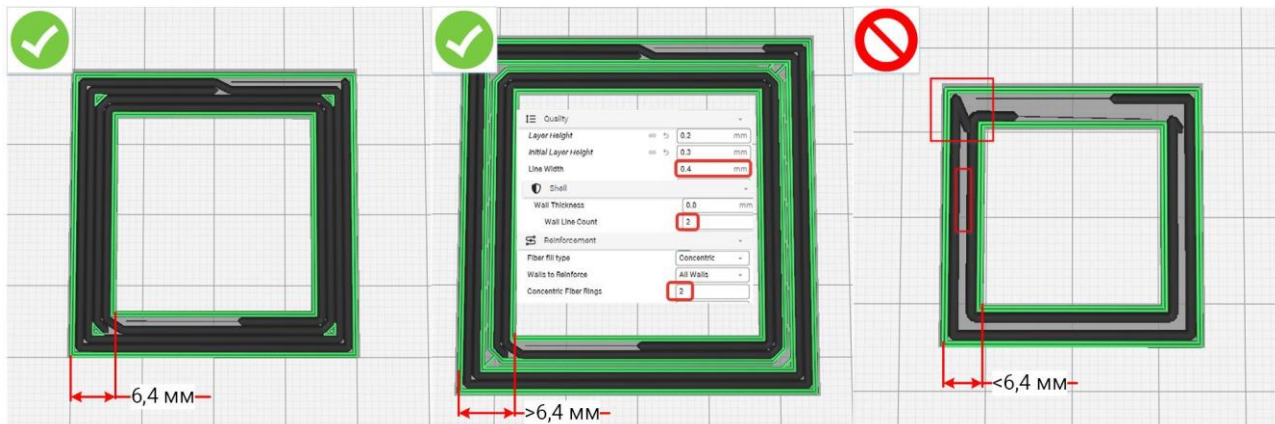 Quality
Layer Height 0.2 mm
Initial Layer Height 0.3 mm
Line Width 0.4 mm
Shell
Wall Thickness 0.0 mm
Wall Line Count 2
Reinforcement
Fiber fill type Concentric
Walls to Reinforce All Walls
Concentric Fiber Rings 2
6,4 мм
>6,4 мм
<6,4 мм